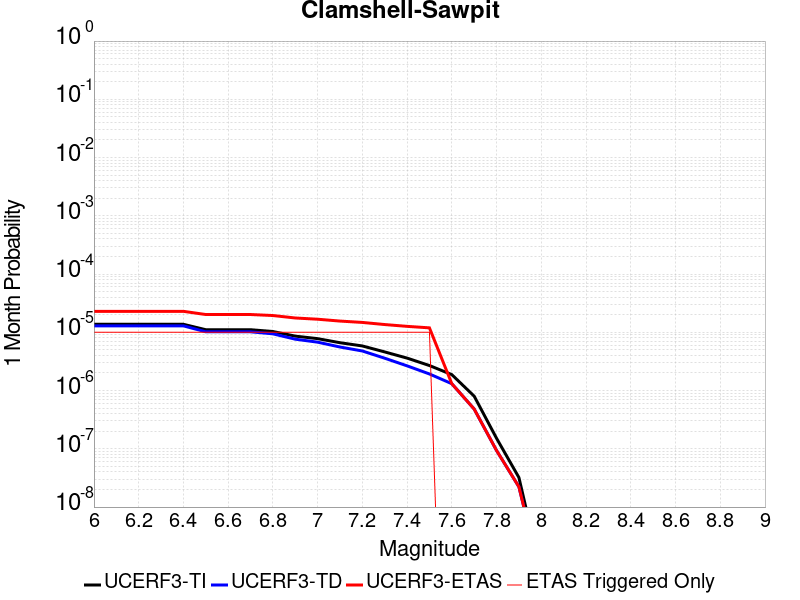 Clamshell-Sawpit
10^0
10^-1
10^-2
10^-3
10^-4
10^-5
10^-6
10^-7
10^-8
1 Month Probability
6 6.2 6.4 6.6 6.8 7 7.2 7.4 7.6 7.8 8 8.2 8.4 8.6 8.8 9
Magnitude
UCERF3-TI UCERF3-TD UCERF3-ETAS ETAS Triggered Only